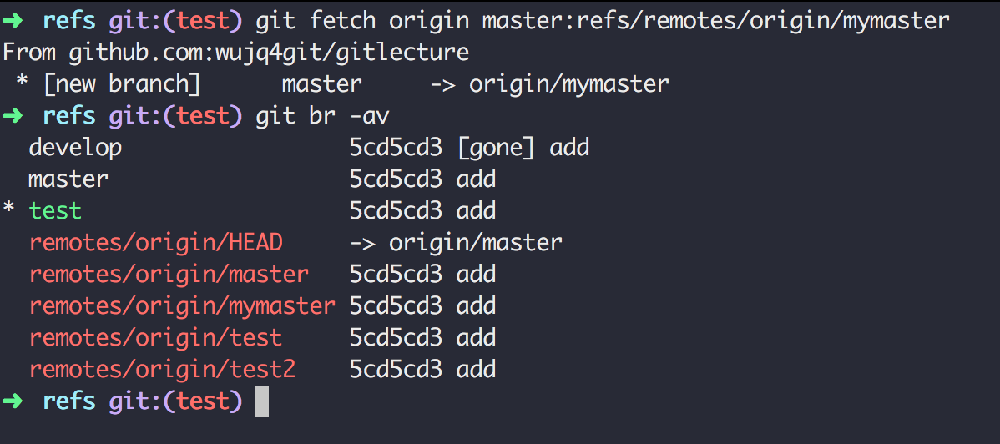 ➜  refs git:(test) git fetch origin master:refs/remotes/origin/mymaster
From github.com:wujq4git/gitlecture
 * [new branch]      master     -> origin/mymaster
➜  refs git:(test) git br -av
  develop                 5cd5cd3 [gone] add
  master                  5cd5cd3 add
* test                    5cd5cd3 add
  remotes/origin/HEAD     -> origin/master
  remotes/origin/master   5cd5cd3 add
  remotes/origin/mymaster 5cd5cd3 add
  remotes/origin/test     5cd5cd3 add
  remotes/origin/test2    5cd5cd3 add
➜  refs git:(test)